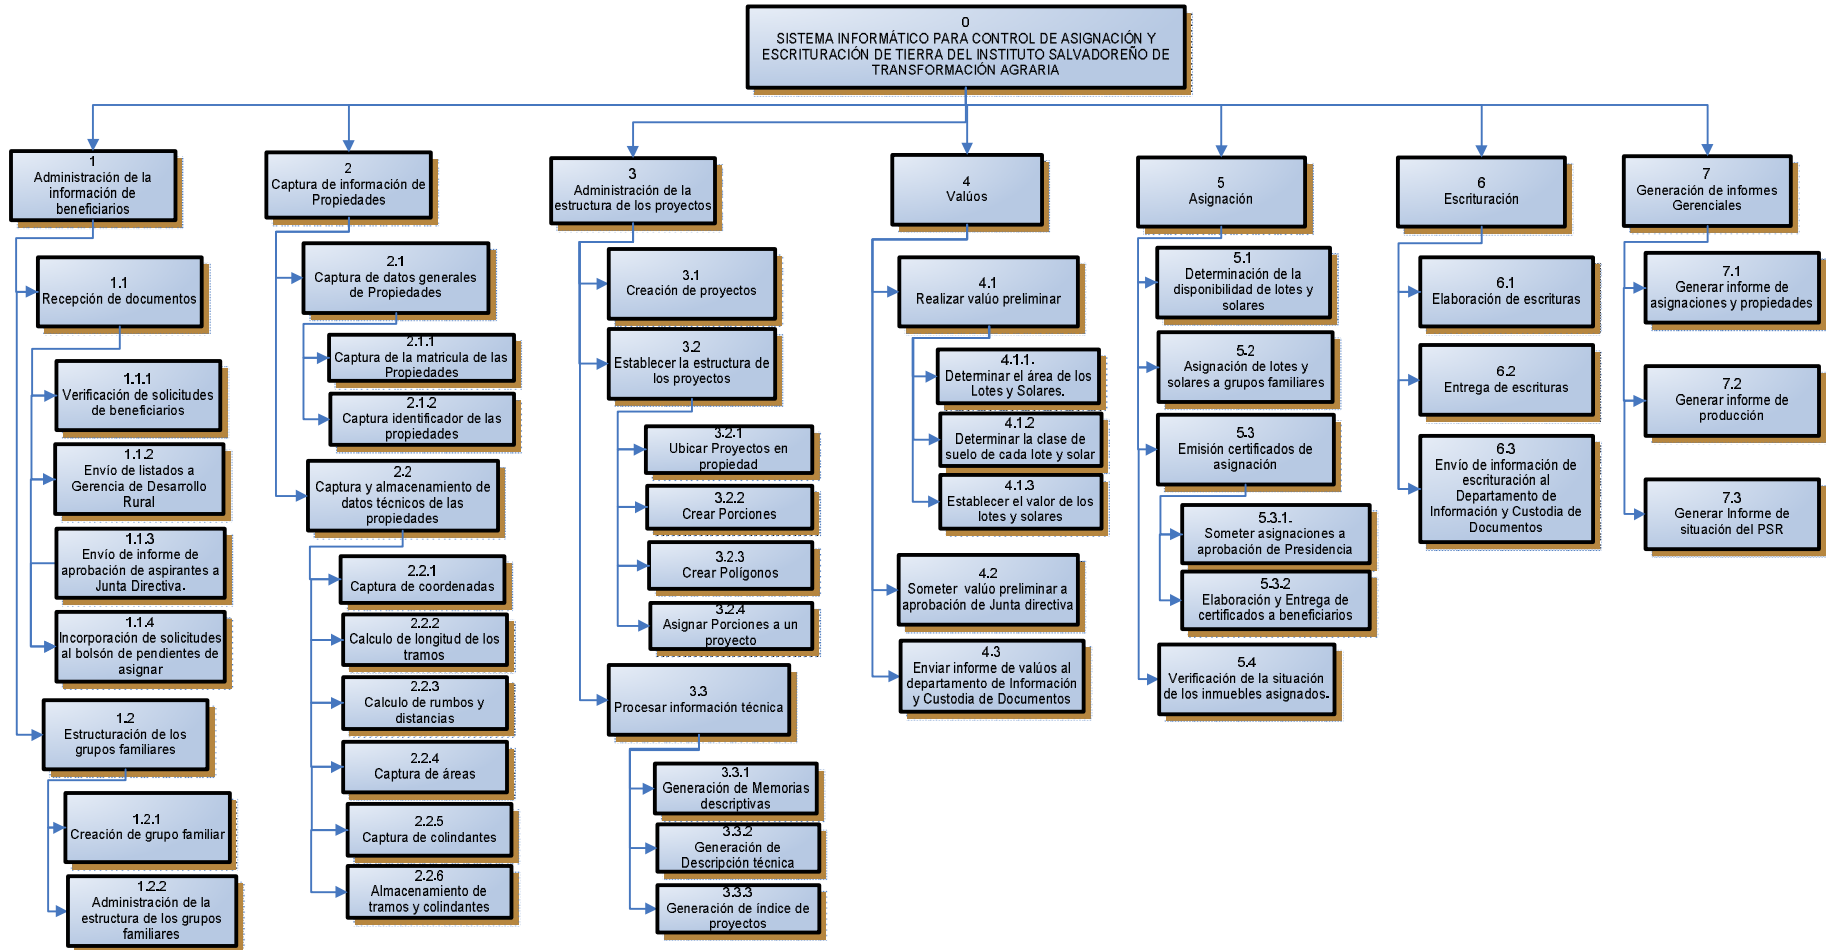 0
SISTEMA INFORMÁTICO PARA CONTROL DE ASIGNACIÓN Y
ESCRITURACIÓN DE TIERRA DEL INSTITUTO SALVADOREÑO DE
TRANSFORMACIÓN AGRARIA
1
Administración de la
información de
beneficiarios
1.1
Recepción de documentos
1.1.1
Verificación de solicitudes
de beneficiarios
1.1.2
Envío de listados a
Gerencia de Desarrollo
Rural
1.1.3
Envío de informe de
aprobación de aspirantes a
Junta Directiva.
1.1.4
Incorporación de solicitudes
al bolsón de pendientes de
asignar
1.2
Estructuración de los
grupos familiares
1.2.1
Creación de grupo familiar
1.2.2
Administración de la
estructura de los grupos
familiares
2
Captura de información de
Propiedades
2.1
Captura de datos generales
de Propiedades
2.1.1
Captura de la matricula de las
Propiedades
2.1.2
Captura identificador de las
propiedades
2.2
Captura y almacenamiento de
datos técnicos de las
propiedades
2.2.1
Captura de coordenadas
2.2.2
Calculo de longitud de los
tramos
2.2.3
Calculo de rumbos y
distancias
2.2.4
Captura de áreas
2.2.5
Captura de colindantes
2.2.6
Almacenamiento de
tramos y colindantes
3
Administración de la
estructura de los proyectos
3.1
Creación de proyectos
3.2
Establecer la estructura de
los proyectos
3.2.1
Ubicar Proyectos en
propiedad
3.2.2
Crear Porciones
3.2.3
Crear Polígonos
3.2.4
Asignar Porciones a un
proyecto
3.3
Procesar información técnica
3.3.1
Generación de Memorias
descriptivas
3.3.2
Generación de
Descripción técnica
3.3.3
Generación de índice de
proyectos
4
Valúos
4.1
Realizar valúo preliminar
4.1.1.
Determinar el área de los
Lotes y Solares.
4.1.2
Determinar la clase de
suelo de cada lote y solar
4.1.3
Establecer el valor de los
lotes y solares
4.2
Someter valúo preliminar a
aprobación de Junta directiva
4.3
Enviar informe de valúos al
departamento de Información
y Custodia de Documentos
5
Asignación
5.1
Determinación de la
disponibilidad de lotes y
solares
5.2
Asignación de lotes y
solares a grupos familiares
5.3
Emisión certificados de
asignación
5.3.1.
Someter asignaciones a
aprobación de Presidencia
5.3.2
Elaboración y Entrega de
certificados a beneficiarios
5.4
Verificación de la situación
de los inmuebles asignados.
6
Escrituración
6.1
Elaboración de escrituras
6.2
Entrega de escrituras
6.3
Envío de información de
escrituración al
Departamento de
Información y Custodia de
Documentos
7
Generación de informes
Gerenciales
7.1
Generar informe de
asignaciones y propiedades
7.2
Generar informe de
producción
7.3
Generar Informe de
situación del PSR